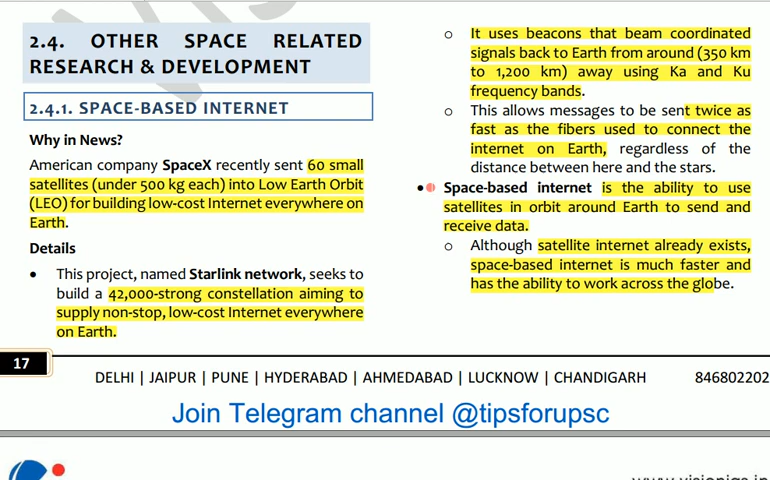 2.4. OTHER SPACE RELATED
RESEARCH & DEVELOPMENT
2.4.1. SPACE-BASED INTERNET
Why in News?
American company SpaceX recently sent 60 small
satellites (under 500 kg each) into Low Earth Orbit
(LEO) for building low-cost Internet everywhere on
Earth.
Details
• This project, named Starlink network, seeks to
build a 42,000-strong constellation aiming to
supply non-stop, low-cost Internet everywhere
on Earth.
o It uses beacons that beam coordinated
signals back to Earth from around (350 km
to 1,200 km) away using Ka and Ku
frequency bands.
o This allows messages to be sent twice as
fast as the fibers used to connect the
internet on Earth, regardless of the
distance between here and the stars.
• Space-based internet is the ability to use
satellites in orbit around Earth to send and
receive data.
o Although satellite internet already exists,
space-based internet is much faster and
has the ability to work across the globe.
17
DELHI | JAIPUR | PUNE | HYDERABAD | AHMEDABAD | LUCKNOW | CHANDIGARH 846802202
Join Telegram channel @tipsforupsc